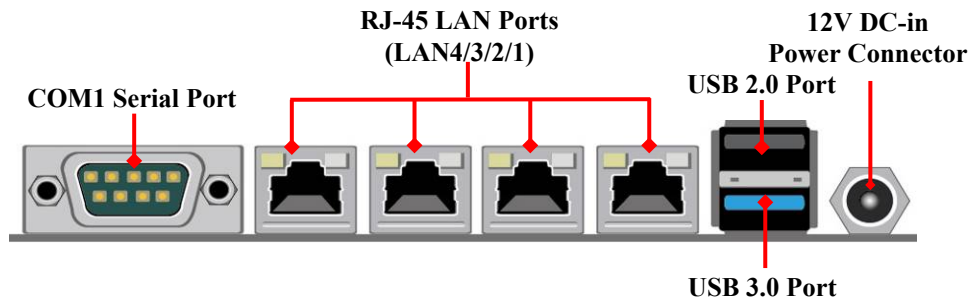 RJ-45 LAN Ports
(LAN4/3/2/1)
12V DC-in
Power Connector
USB 2.0 Port
COM1 Serial Port
USB 3.0 Port